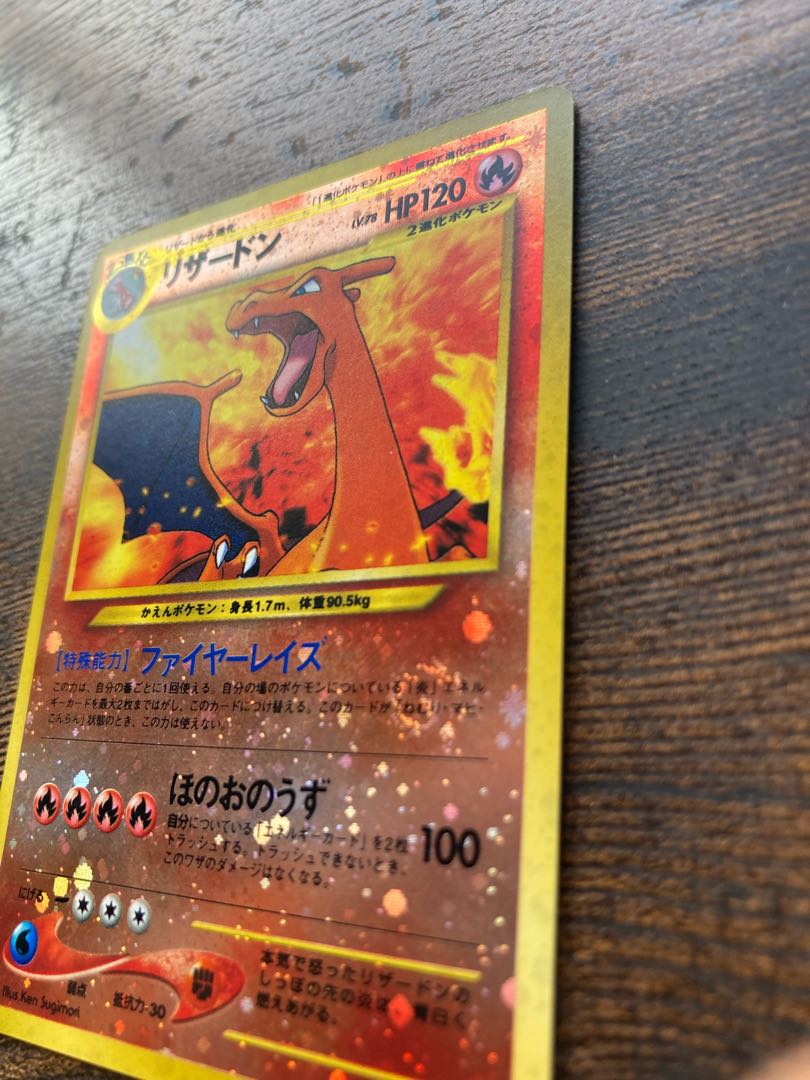 「1進化ポケモン」の上に重ねて進化させます。
リザードから進化
2進化
リザードン
LV.78 HP120
2進化ポケモン
かえんポケモン:身長1.7m、体重90.5kg
【特殊能力】ファイヤーレイズ
この力は、自分の番ごとに1回使える。自分の場のポケモンについている「炎」エネル
ギーカードを最大2枚まではがし、このカードにつけ替える。このカードが「ねむり・マヒ・
こんらん」状態のとき、この力は使えない。
ほのおのうず
自分についている「エネルギーカード」を2枚
トラッシュする。トラッシュできないとき、
このワザのダメージはなくなる。
100
にげる
弱点
抵抗力-30
本気で怒ったリザードンの
しっぽの先の炎は青白く
燃えあがる。
Illus.Ken Sugimori